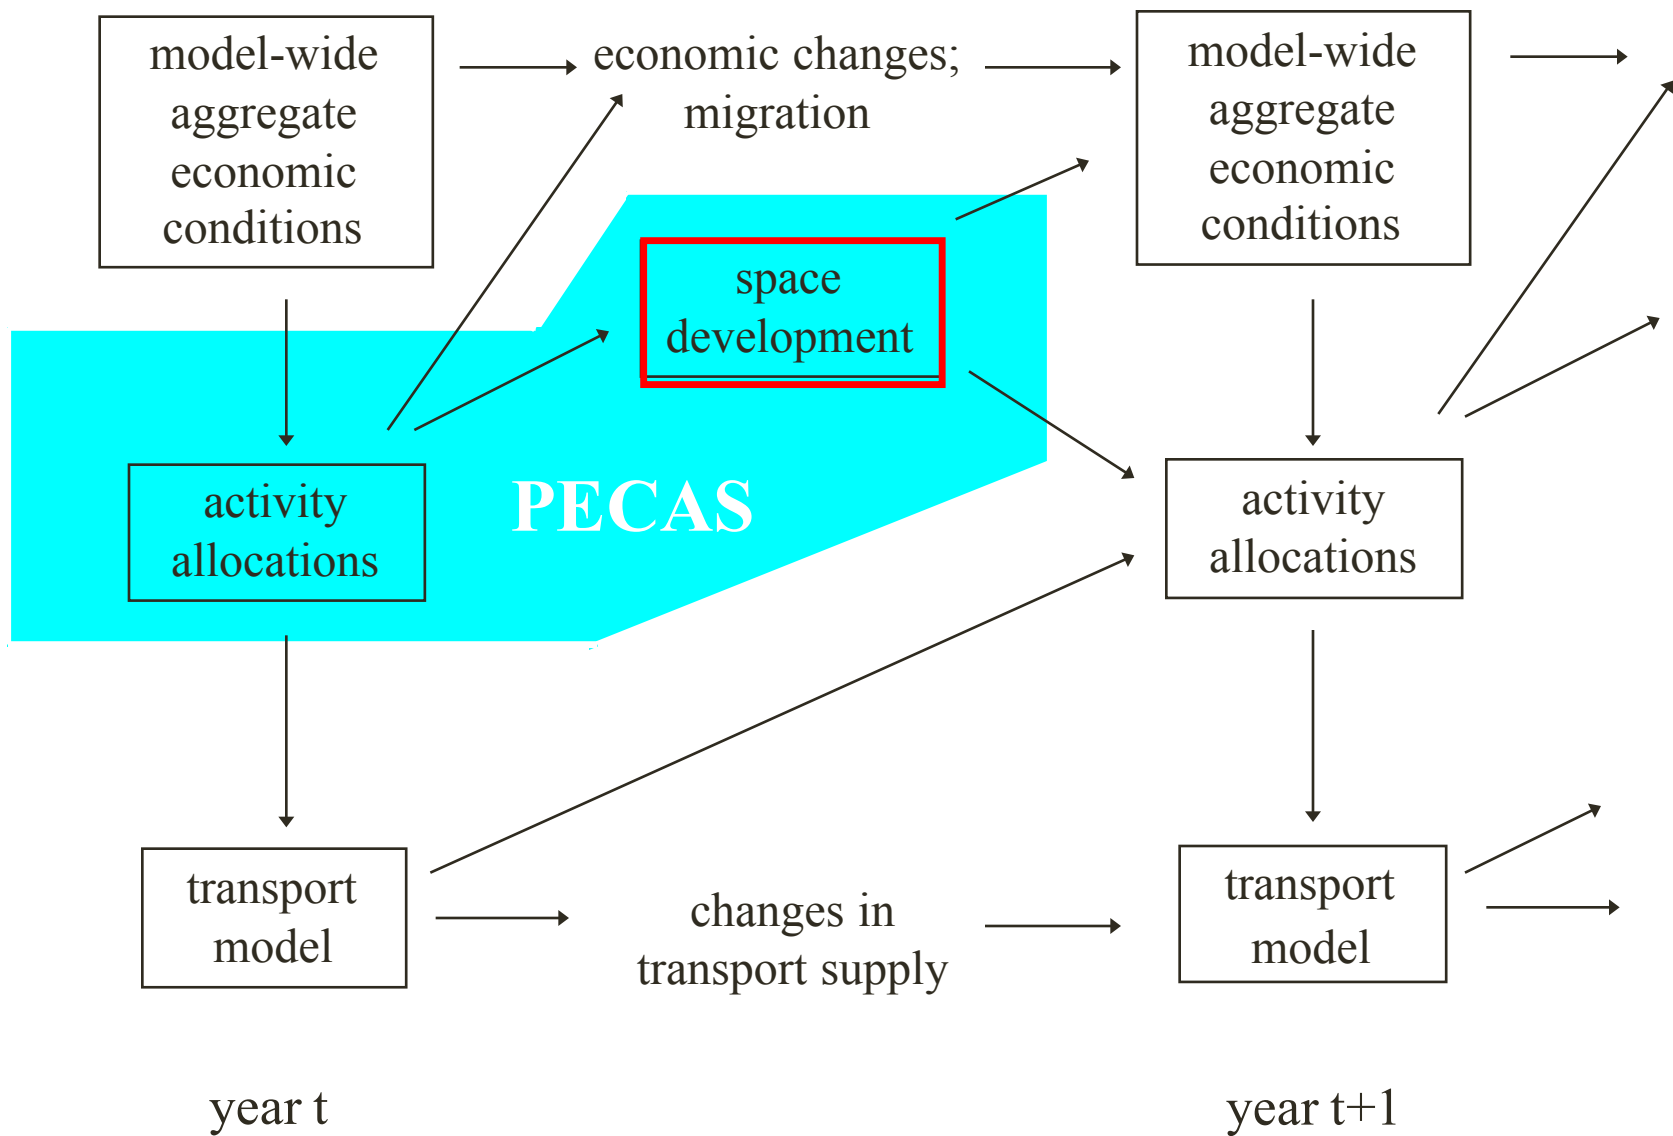 model-wide
aggregate
economic
conditions
economic changes;
migration
model-wide
aggregate
economic
conditions
space
development
activity
allocations
PECAS
activity
allocations
transport
model
changes in
transport supply
transport
model
year t
year t+1